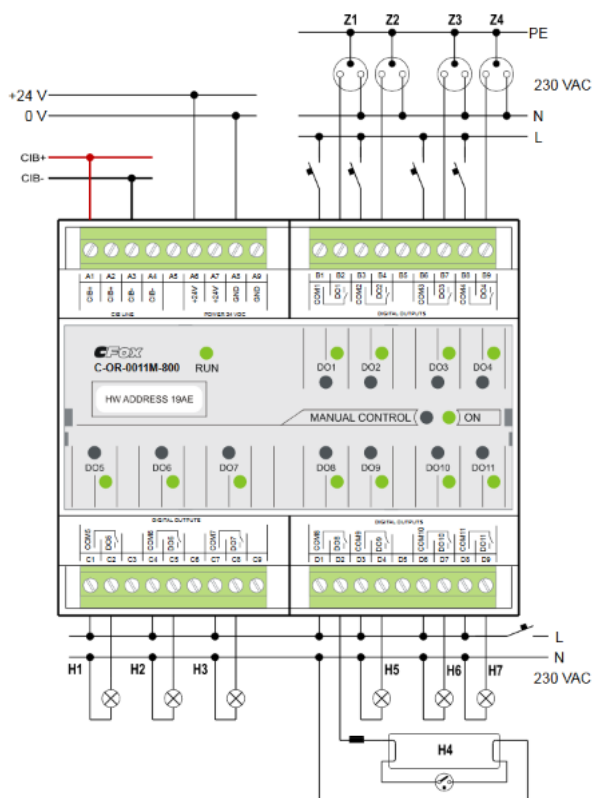 Z1 Z2 Z3 Z4
PE
230 VAC
+24 V
0 V
N
L
CIB+
CIB-
A1 A2 A3 A4 A5 A6 A7 A8 A9
CIB+ CIB+ CIB- CIB- +24V +24V GND GND
CIB LINE POWER 24 VDC
B1 B2 B3 B4 B5 B6 B7 B8 B9
COM1 DO1 COM2 DO2 COM3 DO3 COM4 DO4
DIGITAL OUTPUTS
CFox
C-OR-0011M-800 RUN
HW ADDRESS 19AE
DO1 DO2 DO3 DO4
MANUAL CONTROL ON
DO5 DO6 DO7 DO8 DO9 DO10 DO11
DIGITAL OUTPUTS DIGITAL OUTPUTS
COM5 DO5 COM6 DO6 COM7 DO7 COM8 DO8 COM9 DO9 COM10 DO10 COM11 DO11
C1 C2 C3 C4 C5 C6 C7 C8 C9 D1 D2 D3 D4 D5 D6 D7 D8 D9
L
N
H1 H2 H3 H5 H6 H7
230 VAC
H4